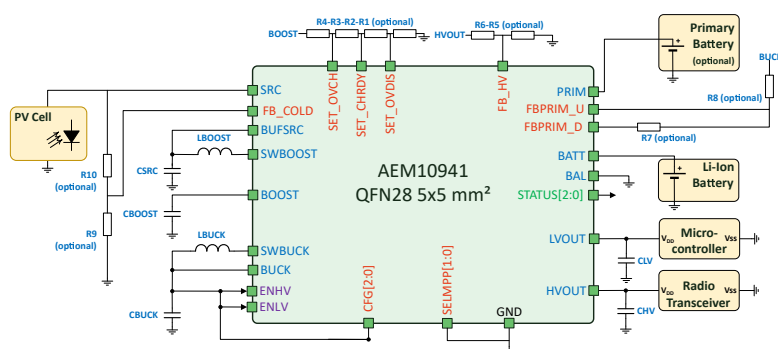 R4-R3-R2-R1 (optional)
BOOST
R6-R5 (optional)
HVOUT
Primary
Battery
(optional)
BUCK
SET_OVCH
SET_CHRDY
SET_OVDIS
FB_HV
SRC
PRIM
FB_COLD
FBPRIM_U
R8 (optional)
BUFSRC
FBPRIM_D
R7 (optional)
PV Cell
LBOOST
SWBOOST
BATT
CSRC
R10
(optional)
AEM10941
QFN28 5x5 mm²
BAL
Li-Ion
Battery
BOOST
STATUS[2:0]
CBOOST
R9
(optional)
LBUCK
SWBUCK
LVOUT
VDD
Micro-
controller
Vss
BUCK
CLV
ENHV
HVOUT
VDD
Radio
Transceiver
Vss
ENLV
CBUCK
CFG[2:0]
SELMPP[1:0]
GND
CHV